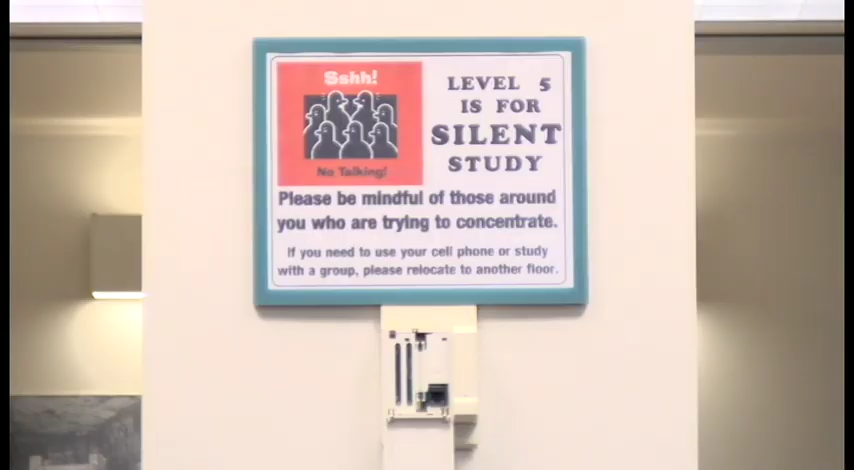 Sshh!
No Talking!
LEVEL 5
IS FOR
SILENT
STUDY
Please be mindful of those around
you who are trying to concentrate.
If you need to use your cell phone or study
with a group, please relocate to another floor.